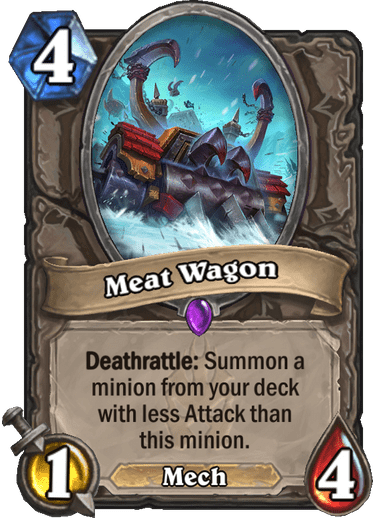 4
Meat Wagon
Deathrattle: Summon a
minion from your deck
with less Attack than
this minion.
1
Mech
4